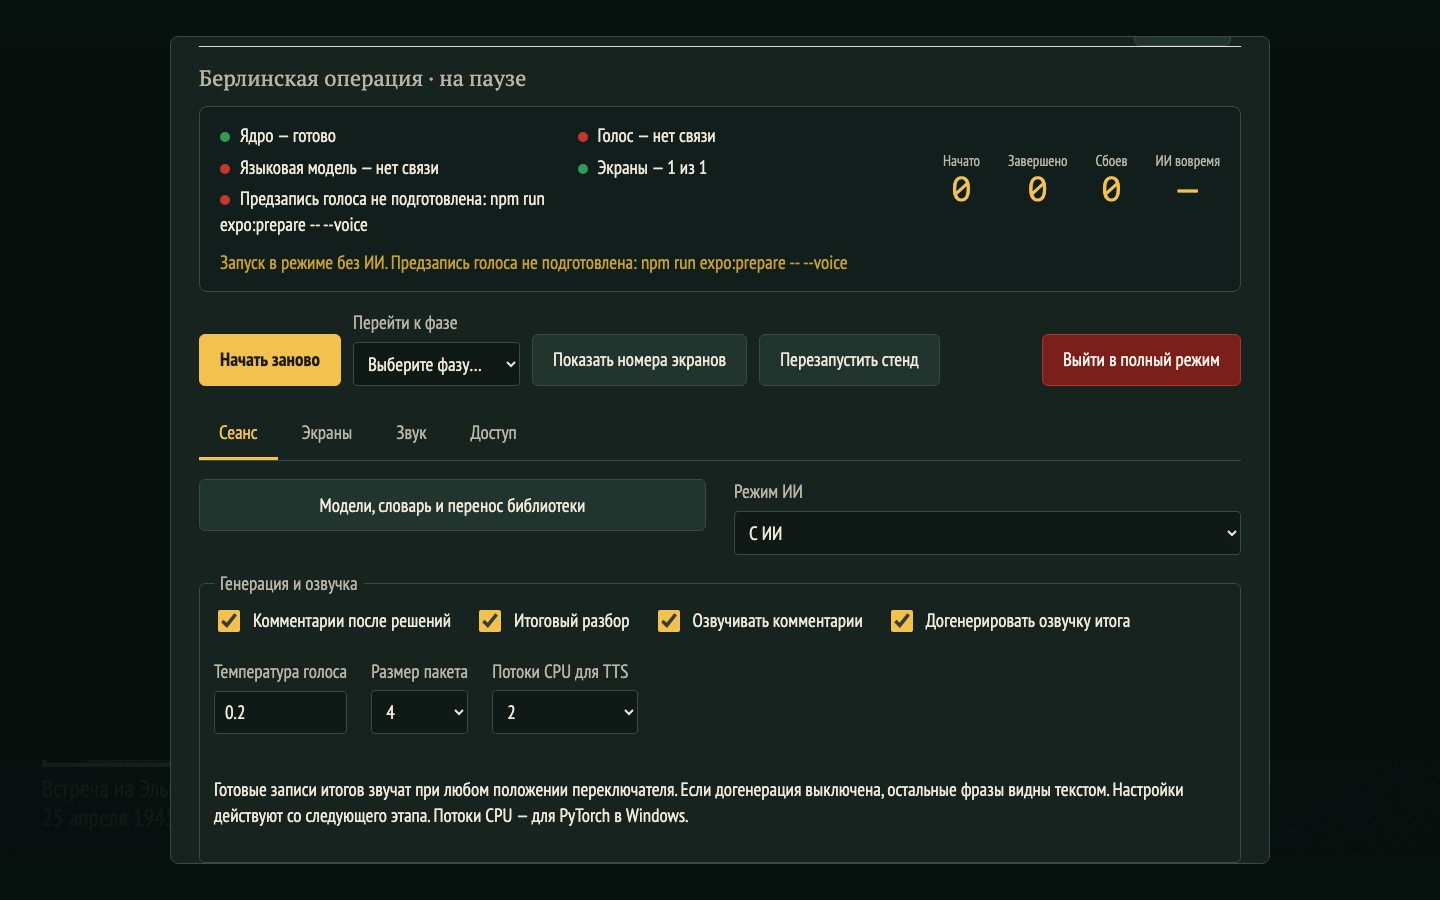 Берлинская операция · на паузе
Ядро — готово
Голос — нет связи
Языковая модель — нет связи
Экраны — 1 из 1
Предзапись голоса не подготовлена: npm run
expo:prepare -- --voice
Начато
Завершено
Сбоев
ИИ вовремя
0
0
0
—
Запуск в режиме без ИИ. Предзапись голоса не подготовлена: npm run expo:prepare -- --voice
Перейти к фазе
Начать заново
Выберите фазу...
Показать номера экранов
Перезапустить стенд
Выйти в полный режим
Сеанс
Экраны
Звук
Доступ
Модели, словарь и перенос библиотеки
Режим ИИ
С ИИ
Генерация и озвучка
Комментарии после решений
Итоговый разбор
Озвучивать комментарии
Догенерировать озвучку итога
Температура голоса
Размер пакета
Потоки CPU для TTS
0.2
4
2
Готовые записи итогов звучат при любом положении переключателя. Если догенерация выключена, остальные фразы видны текстом. Настройки
действуют со следующего этапа. Потоки CPU — для PyTorch в Windows.
Встреча на Эль
25 апреля 1945